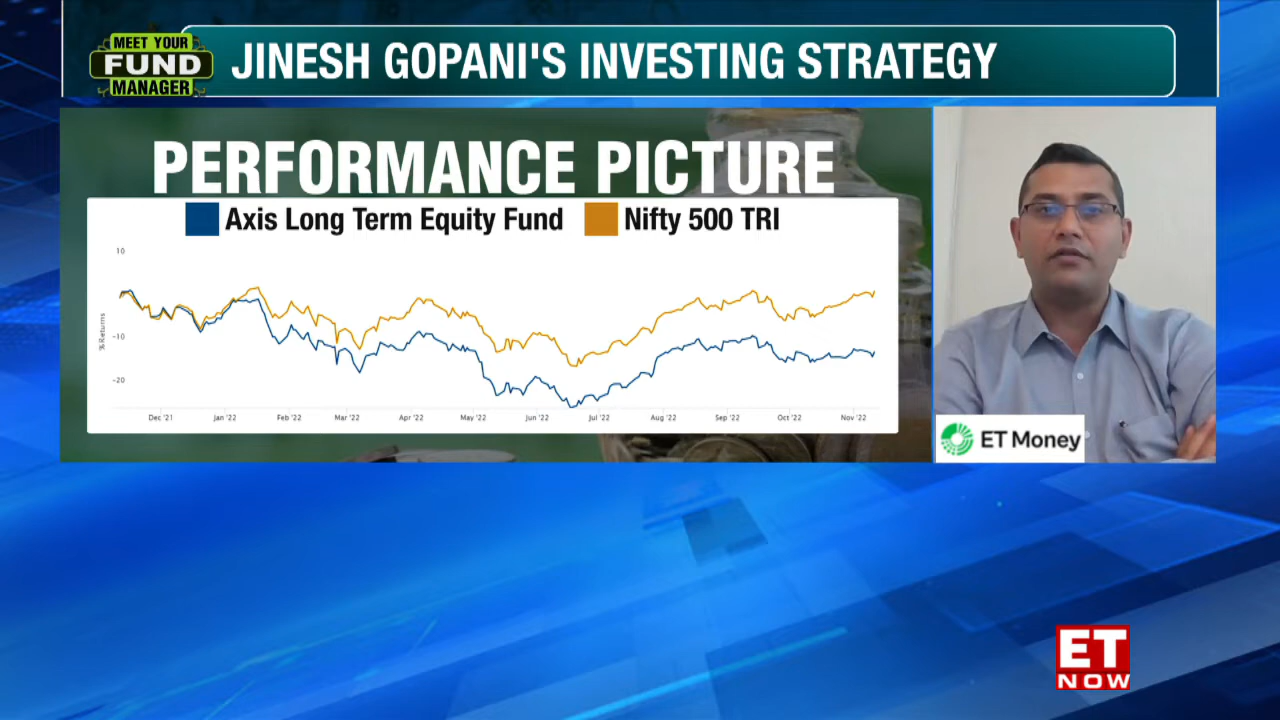 MEET YOUR
FUND
MANAGER
JINESH GOPANI'S INVESTING STRATEGY
PERFORMANCE PICTURE
Axis Long Term Equity Fund
Nifty 500 TRI
10
% Returns
-10
-20
Dec '21
Jan '22
Feb '22
Mar '22
Apr '22
May '22
Jun '22
Jul '22
Aug '22
Sep '22
Oct '22
Nov '22
ET Money
ET
NOW